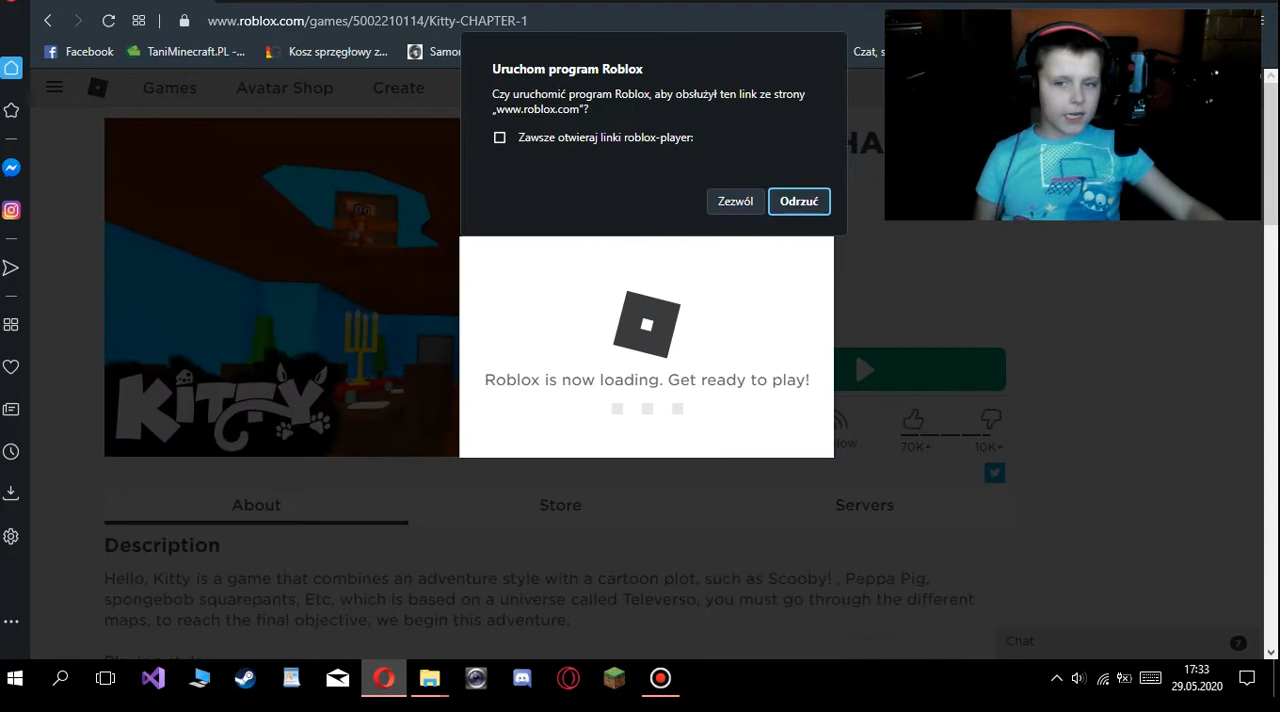 www.roblox.com/games/5002210114/Kitty-CHAPTER-1
Facebook
TaniMinecraft.PL -...
Kosz sprzęgłowy z...
Samo
Czat, s
Uruchom program Roblox
Czy uruchomić program Roblox, aby obsłużył ten link ze strony
„www.roblox.com”?
Zawsze otwieraj linki roblox-player:
Zezwól
Odrzuć
Games
Avatar Shop
Create
HA
KITTY
Roblox is now loading. Get ready to play!
low
70K+
10K+
About
Store
Servers
Description
Hello, Kitty is a game that combines an adventure style with a cartoon plot, such as Scooby! , Peppa Pig,
spongebob squarepants, Etc, which is based on a universe called Televerso, you must go through the different
maps, to reach the final objective, we begin this adventure.
Chat
7
17:33
29.05.2020